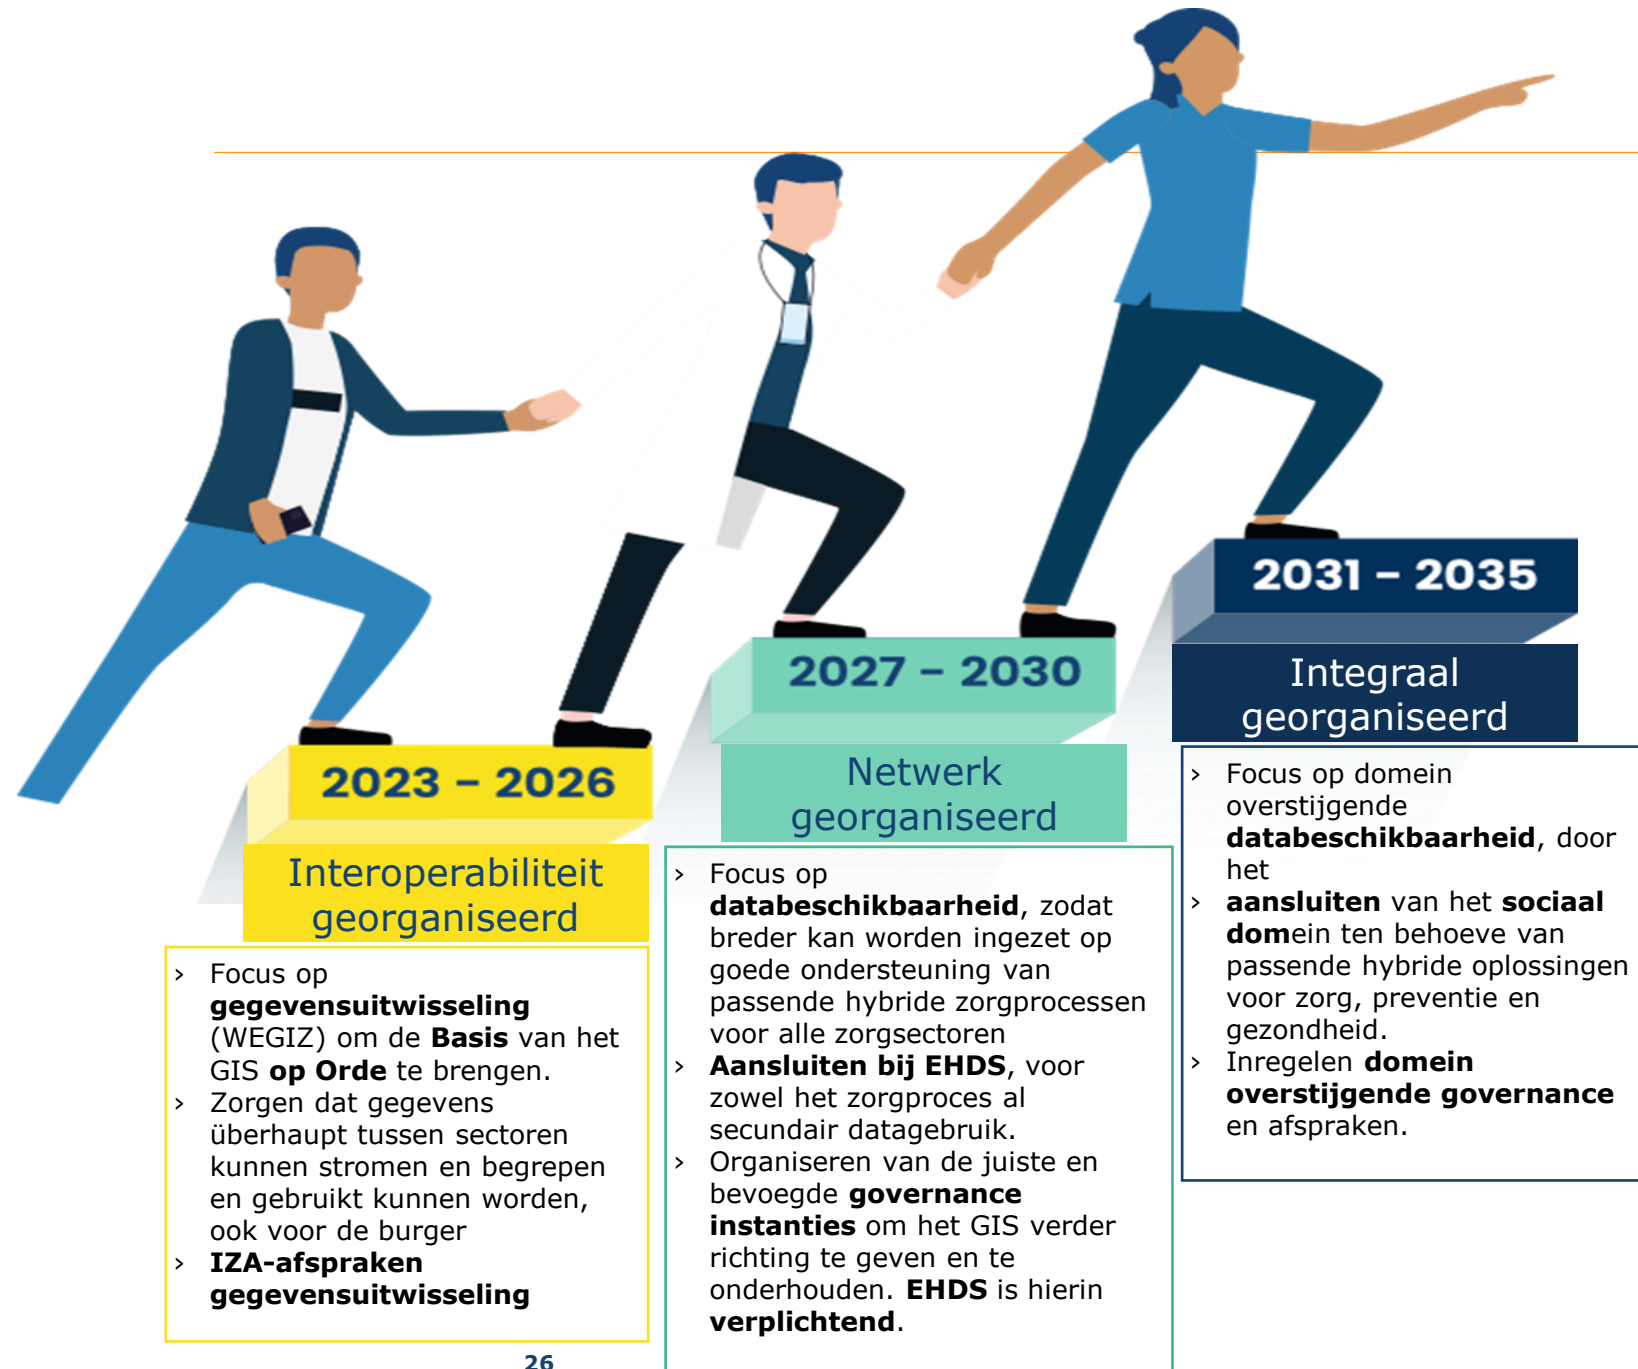 2023 – 2026
Interoperabiliteit
georganiseerd
› Focus op
gegevensuitwisseling
(WEGIZ) om de Basis van het
GIS op Orde te brengen.
› Zorgen dat gegevens
überhaupt tussen sectoren
kunnen stromen en begrepen
en gebruikt kunnen worden,
ook voor de burger
› IZA-afspraken
gegevensuitwisseling
2027 – 2030
Netwerk
georganiseerd
› Focus op
databeschikbaarheid, zodat
breder kan worden ingezet op
goede ondersteuning van
passende hybride zorgprocessen
voor alle zorgsectoren
› Aansluiten bij EHDS, voor
zowel het zorgproces al
secundair datagebruik.
› Organiseren van de juiste en
bevoegde governance
instanties om het GIS verder
richting te geven en te
onderhouden. EHDS is hierin
verplichtend.
2031 – 2035
Integraal
georganiseerd
› Focus op domein
overstijgende
databeschikbaarheid, door
het
› aansluiten van het sociaal
domein ten behoeve van
passende hybride oplossingen
voor zorg, preventie en
gezondheid.
› Inregelen domein
overstijgende governance
en afspraken.
26